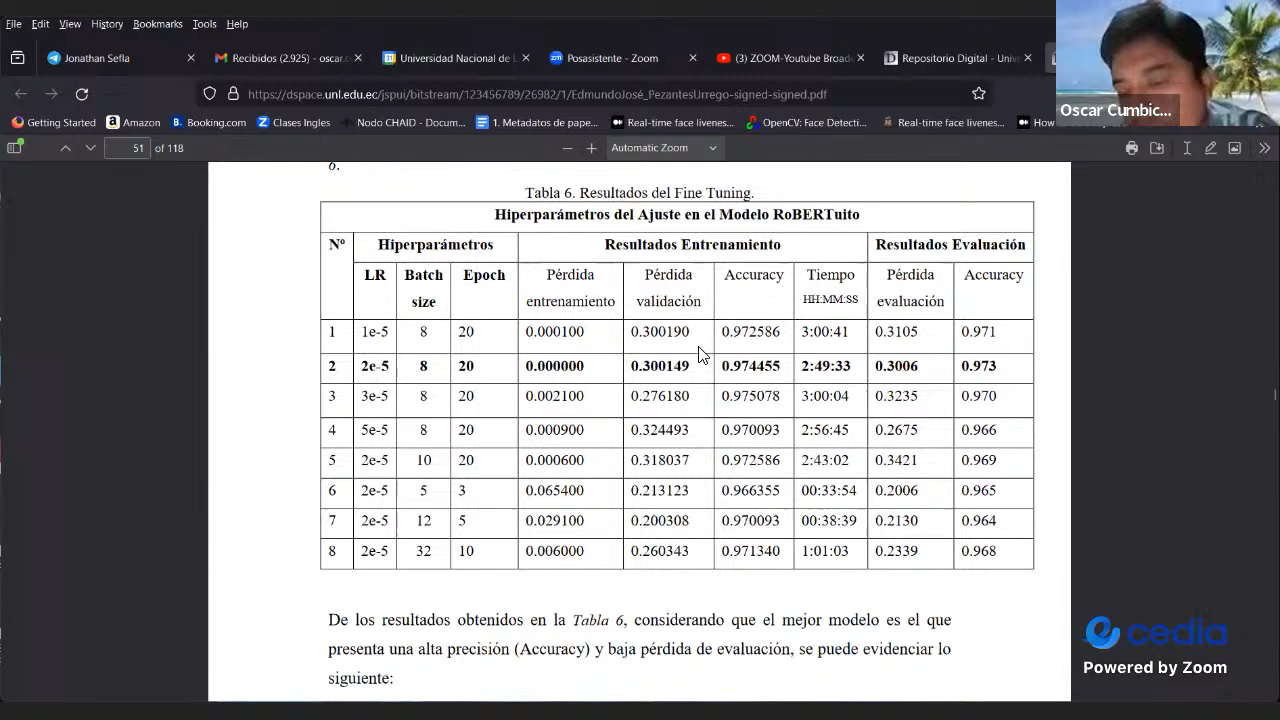 File Edit View History Bookmarks Tools Help
Jonathan Sefla Recibidos (2.925) - oscar.c Universidad Nacional de L Posasistente - Zoom (3) ZOOM-Youtube Broad Repositorio Digital - Univ
https://dspace.unl.edu.ec/jspui/bitstream/123456789/26982/1/EdmundoJosé_PezantesUrrego-signed-signed.pdf
Getting Started Amazon Booking.com Clases Ingles NOE CHAID - CHAID 1. Metadatos de pape... Real-time face livenes... OpenCV: Face Detecti... Real-time face livenes... How
51 of 118 Automatic Zoom
Oscar Cumbic...
6.
Tabla 6. Resultados del Fine Tuning.
Hiperparámetros del Ajuste en el Modelo RoBERTuito
Nº Hiperparámetros Resultados Entrenamiento Resultados Evaluación
LR Batch size Epoch Pérdida entrenamiento Pérdida validación Accuracy Tiempo HH:MM:SS Pérdida evaluación Accuracy
1 1e-5 8 20 0.000100 0.300190 0.972586 3:00:41 0.3105 0.971
2 2e-5 8 20 0.000000 0.300149 0.974455 2:49:33 0.3006 0.973
3 3e-5 8 20 0.002100 0.276180 0.975078 3:00:04 0.3235 0.970
4 5e-5 8 20 0.000900 0.324493 0.970093 2:56:45 0.2675 0.966
5 2e-5 10 20 0.000600 0.318037 0.972586 2:43:02 0.3421 0.969
6 2e-5 5 3 0.065400 0.213123 0.966355 00:33:54 0.2006 0.965
7 2e-5 12 5 0.029100 0.200308 0.970093 00:38:39 0.2130 0.964
8 2e-5 32 10 0.006000 0.260343 0.971340 1:01:03 0.2339 0.968
De los resultados obtenidos en la Tabla 6, considerando que el mejor modelo es el que
presenta una alta precisión (Accuracy) y baja pérdida de evaluación, se puede evidenciar lo
siguiente:
cedia
Powered by Zoom